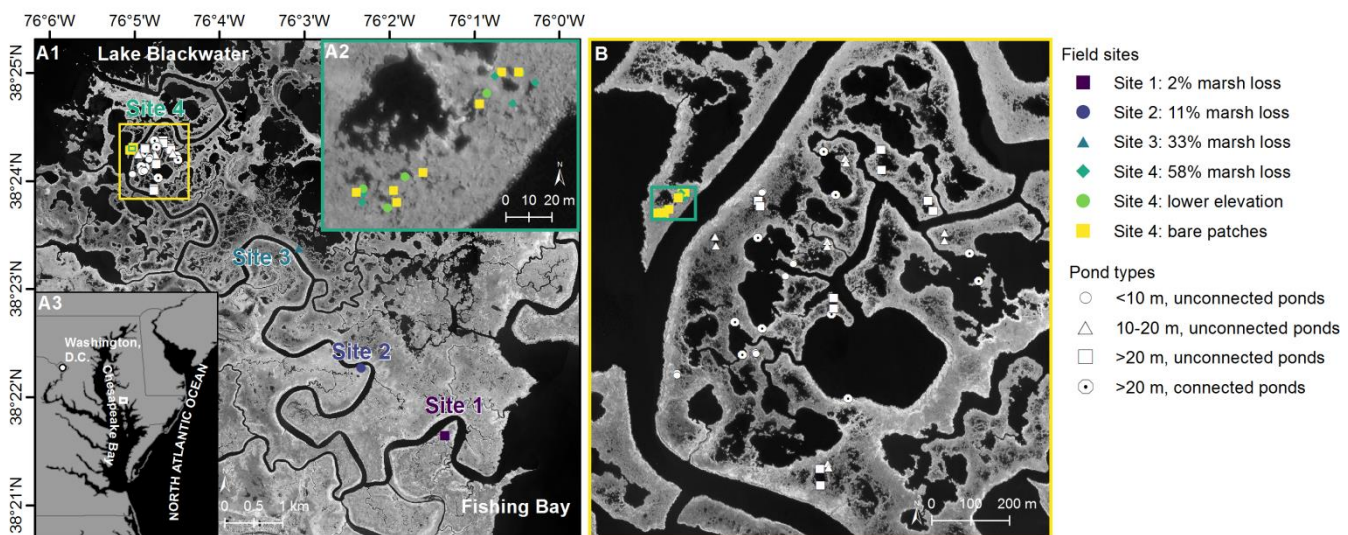 76°6'W 76°5'W 76°4'W 76°3'W 76°2'W 76°1'W 76°0'W
38°25'N
38°24'N
38°23'N
38°22'N
38°21'N
A1
Lake Blackwater
Site 4
Site 3
Site 2
Site 1
Fishing Bay
N
0 0.5 1 km
A2
N
0 10 20 m
A3
Washington,
D.C.
Chesapeake Bay
NORTH ATLANTIC OCEAN
B
N
0 100 200 m
Field sites
Site 1: 2% marsh loss
Site 2: 11% marsh loss
Site 3: 33% marsh loss
Site 4: 58% marsh loss
Site 4: lower elevation
Site 4: bare patches
Pond types
<10 m, unconnected ponds
10-20 m, unconnected ponds
>20 m, unconnected ponds
>20 m, connected ponds